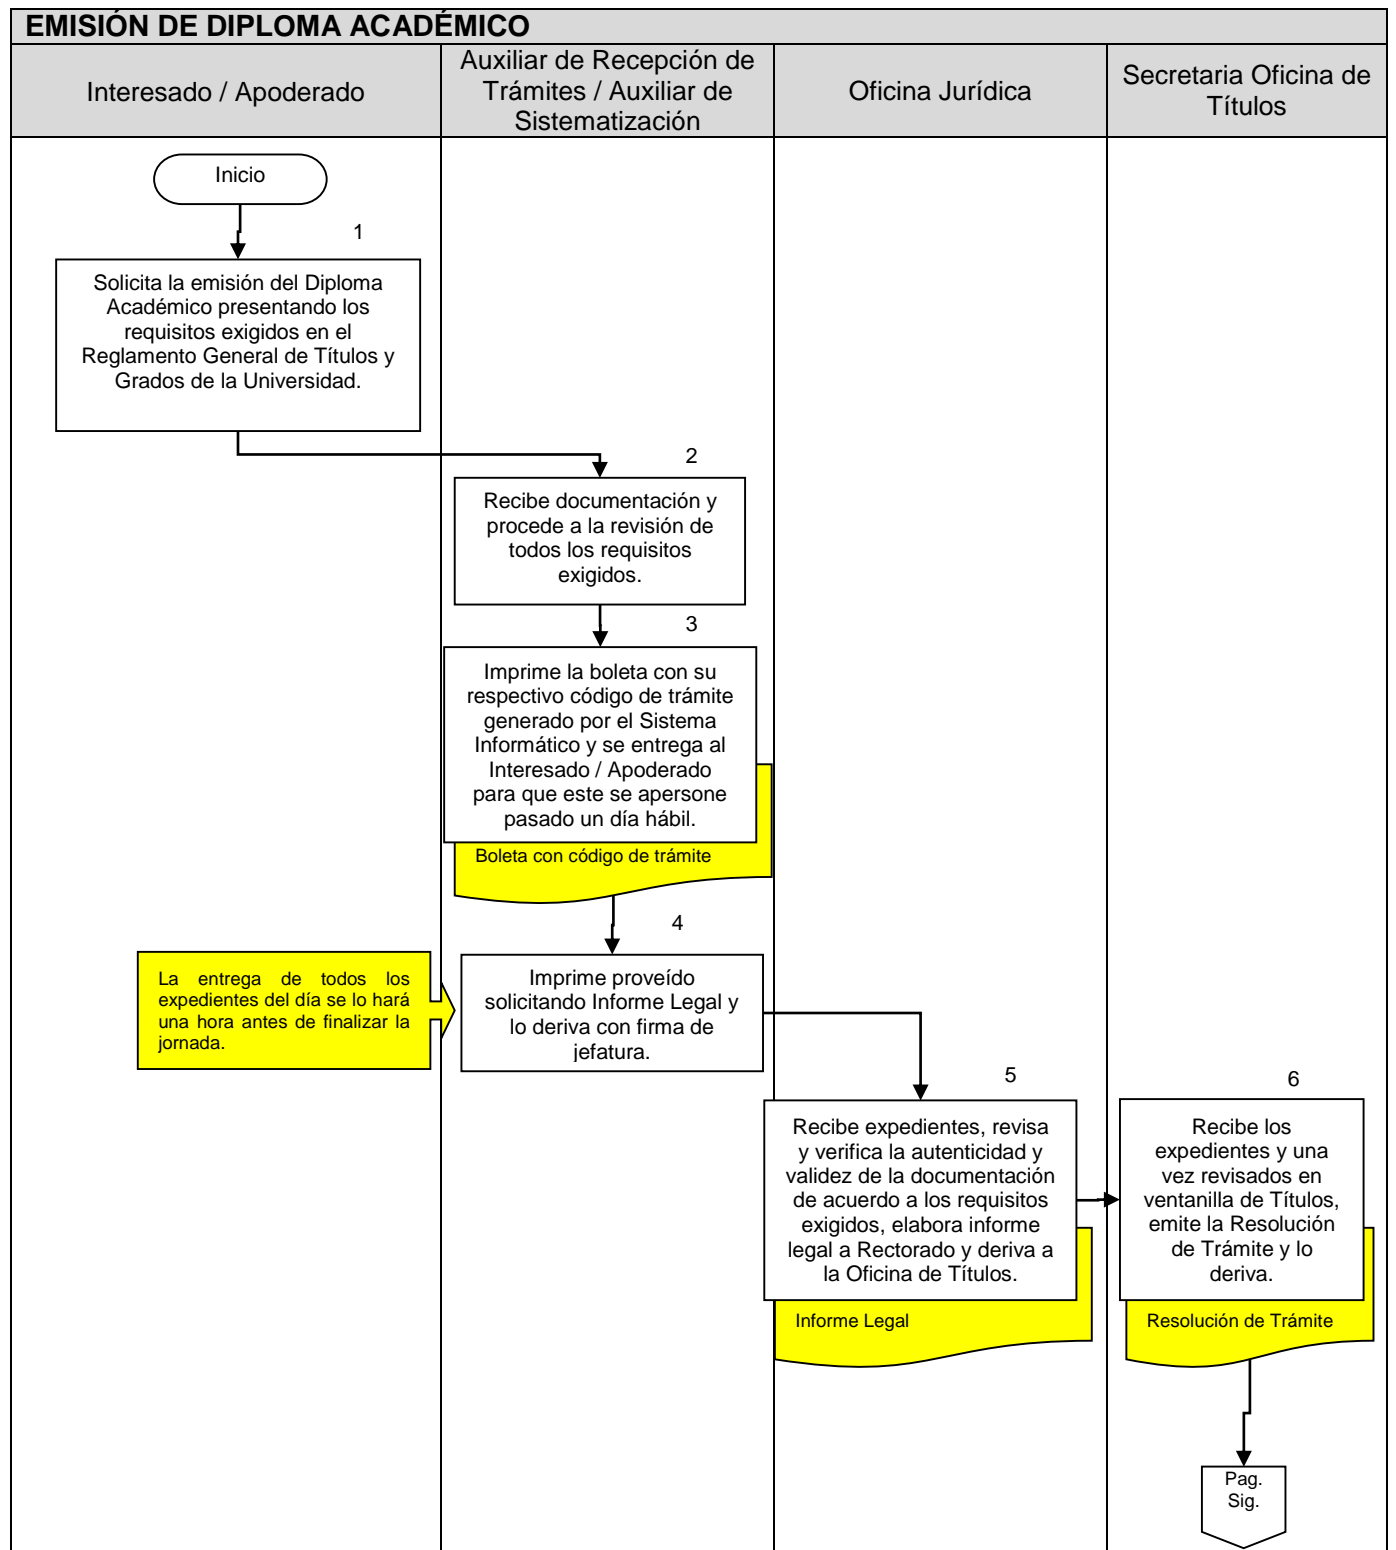 EMISIÓN DE DIPLOMA ACADÉMICO
Interesado / Apoderado
Auxiliar de Recepción de
Trámites / Auxiliar de
Sistematización
Oficina Jurídica
Secretaria Oficina de
Títulos
Inicio
1
Solicita la emisión del Diploma
Académico presentando los
requisitos exigidos en el
Reglamento General de Títulos y
Grados de la Universidad.
2
Recibe documentación y
procede a la revisión de
todos los requisitos
exigidos.
3
Imprime la boleta con su
respectivo código de trámite
generado por el Sistema
Informático y se entrega al
Interesado / Apoderado
para que este se apersone
pasado un día hábil.
Boleta con código de trámite
4
La entrega de todos los
expedientes del día se lo hará
una hora antes de finalizar la
jornada.
Imprime proveído
solicitando Informe Legal y
lo deriva con firma de
jefatura.
5
Recibe expedientes, revisa
y verifica la autenticidad y
validez de la documentación
de acuerdo a los requisitos
exigidos, elabora informe
legal a Rectorado y deriva a
la Oficina de Títulos.
Informe Legal
6
Recibe los
expedientes y una
vez revisados en
ventanilla de Títulos,
emite la Resolución
de Trámite y lo
deriva.
Resolución de Trámite
Pag.
Sig.